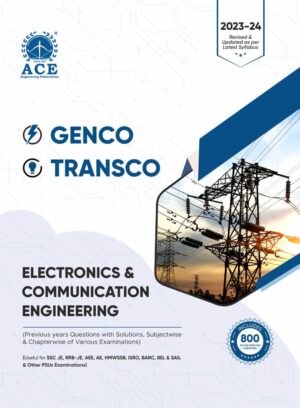 2023-24
Revised &
Updated as per
Latest Syllabus
ACE
Engineering Publications
GENCO
TRANSCO
ELECTRONICS &
COMMUNICATION
ENGINEERING
(Previous years Questions with Solutions, Subjectwise
& Chapterwise of Various Examinations)
(Useful for SSC JE, RRB-JE, AEE, AE, HMWSSB, ISRO, BARC, BEL & SAIL
& Other PSUs Examinations)
INCLUDES
800